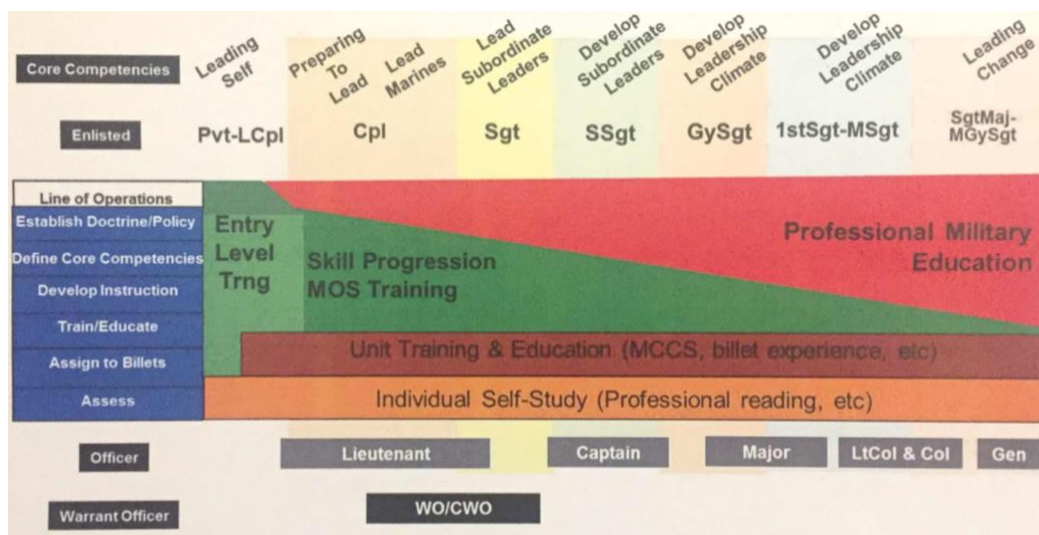 Core Competencies
Leading
Self
Preparing
To
Lead
Lead
Marines
Lead
Subordinate
Leaders
Develop
Subordinate
Leaders
Develop
Leadership
Climate
Develop
Leadership
Climate
Leading
Change
Enlisted
Pvt-LCpl
Cpl
Sgt
SSgt
GySgt
1stSgt-MSgt
SgtMaj-
MGySgt
Line of Operations
Establish Doctrine/Policy
Define Core Competencies
Develop Instruction
Train/Educate
Assign to Billets
Assess
Entry
Level
Trng
Skill Progression
MOS Training
Professional Military
Education
Unit Training & Education (MCCS, billet experience, etc)
Individual Self-Study (Professional reading, etc)
Officer
Lieutenant
Captain
Major
LtCol & Col
Gen
Warrant Officer
WO/CWO